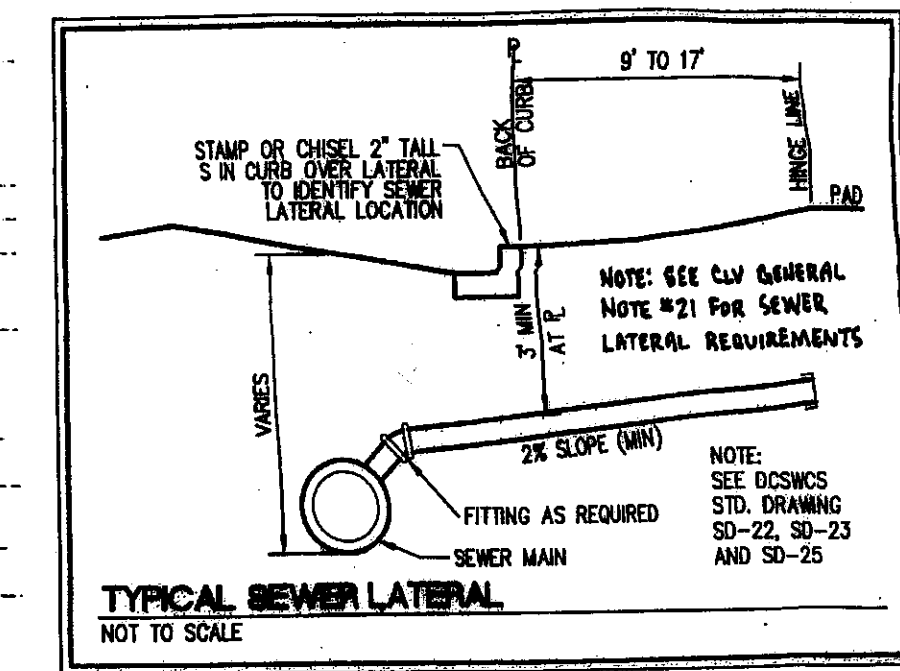 PL
9' TO 17'
BACK
OF CURB
HINGE LINE
STAMP OR CHISEL 2" TALL
S IN CURB OVER LATERAL
TO IDENTIFY SEWER
LATERAL LOCATION
PAD
NOTE: SEE CLV GENERAL
NOTE #21 FOR SEWER
LATERAL REQUIREMENTS
3' MIN
AT PL
VARIES
2% SLOPE (MIN)
NOTE:
SEE DCSWCS
STD. DRAWING
SD-22, SD-23
AND SD-25
FITTING AS REQUIRED
SEWER MAIN
TYPICAL SEWER LATERAL
NOT TO SCALE